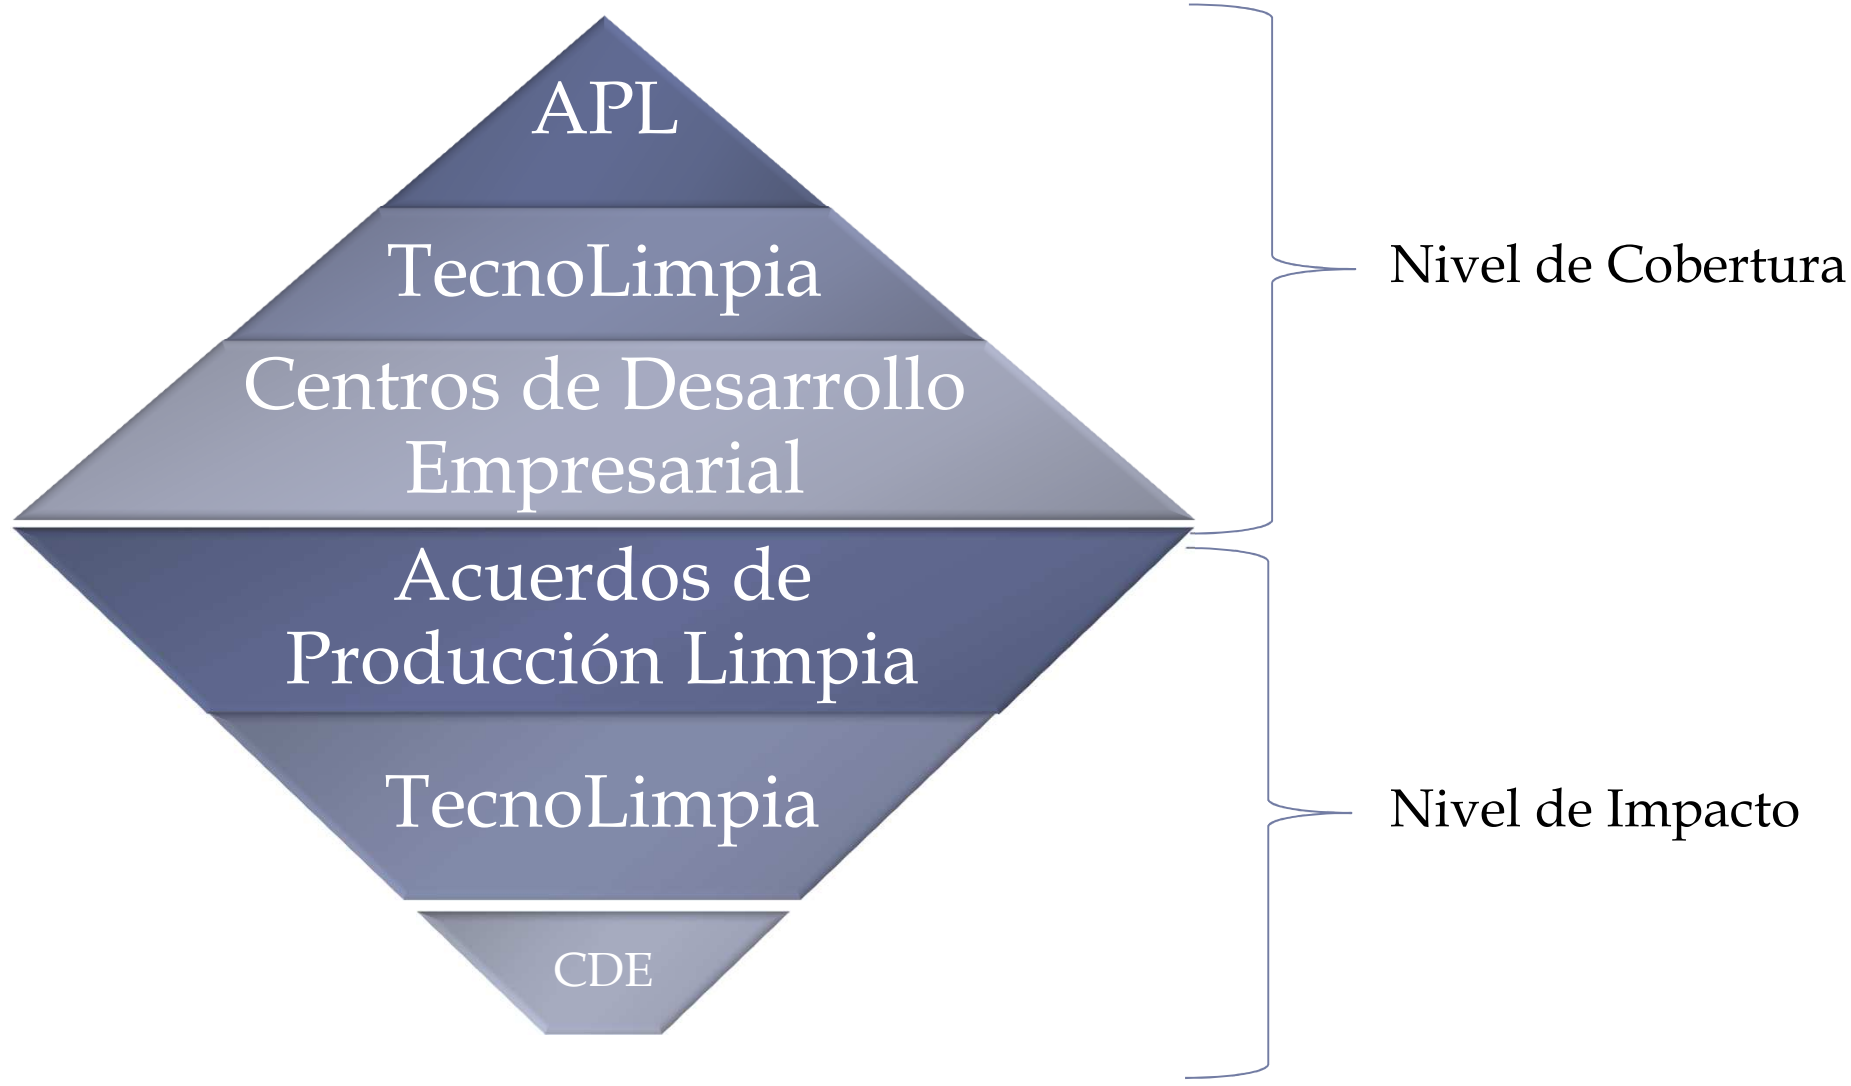 APL
TecnoLimpia
Centros de Desarrollo
Empresarial
Nivel de Cobertura
Acuerdos de
Producción Limpia
TecnoLimpia
CDE
Nivel de Impacto